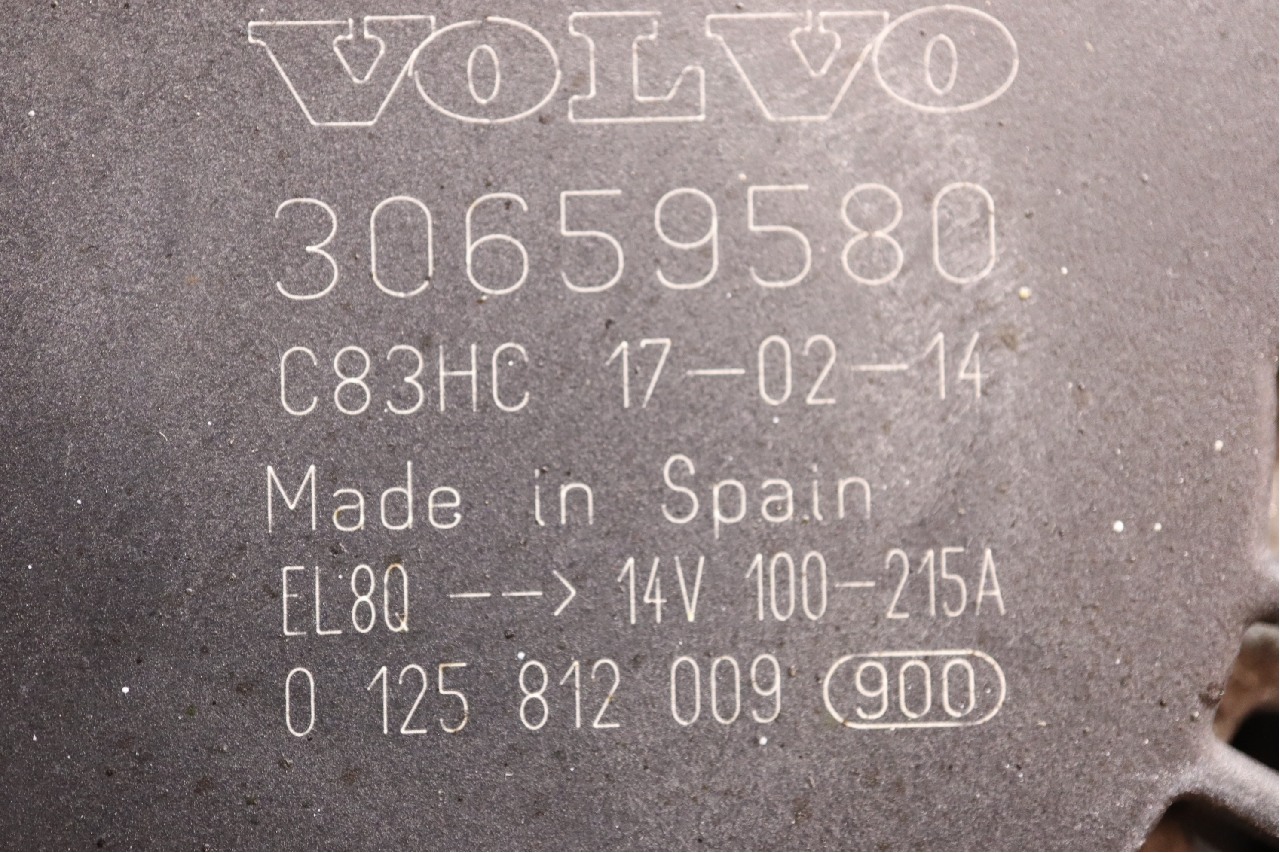 VOLVO
30659580
C83HC 17-02-14
Made in Spain
EL8Q --> 14V 100-215A
0 125 812 009 900